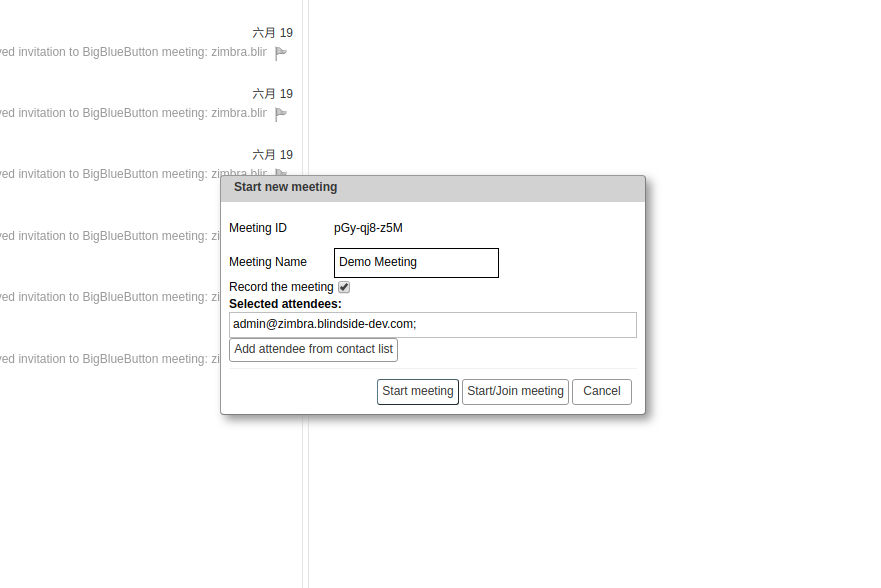 六月 19
ved invitation to BigBlueButton meeting: zimbra.blin
六月 19
ved invitation to BigBlueButton meeting: zimbra.blin
六月 19
ved invitation to BigBlueButton meeting: zimbra.blin
ved invitation to BigBlueButton meeting: zi
ved invitation to BigBlueButton meeting: zi
ved invitation to BigBlueButton meeting: zi
Start new meeting
Meeting ID pGy-qj8-z5M
Meeting Name Demo Meeting
Record the meeting
Selected attendees:
admin@zimbra.blindside-dev.com;
Add attendee from contact list
Start meeting Start/Join meeting Cancel